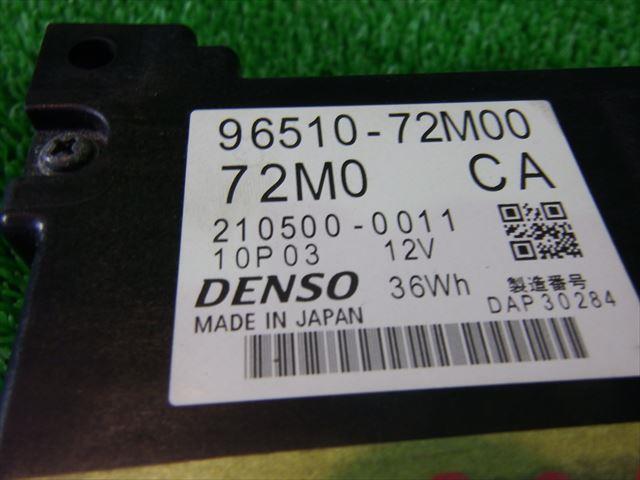 96510-72M00
72M0 CA
210500-0011
10P03 12V
DENSO 36Wh 製造番号
MADE IN JAPAN DAP30284